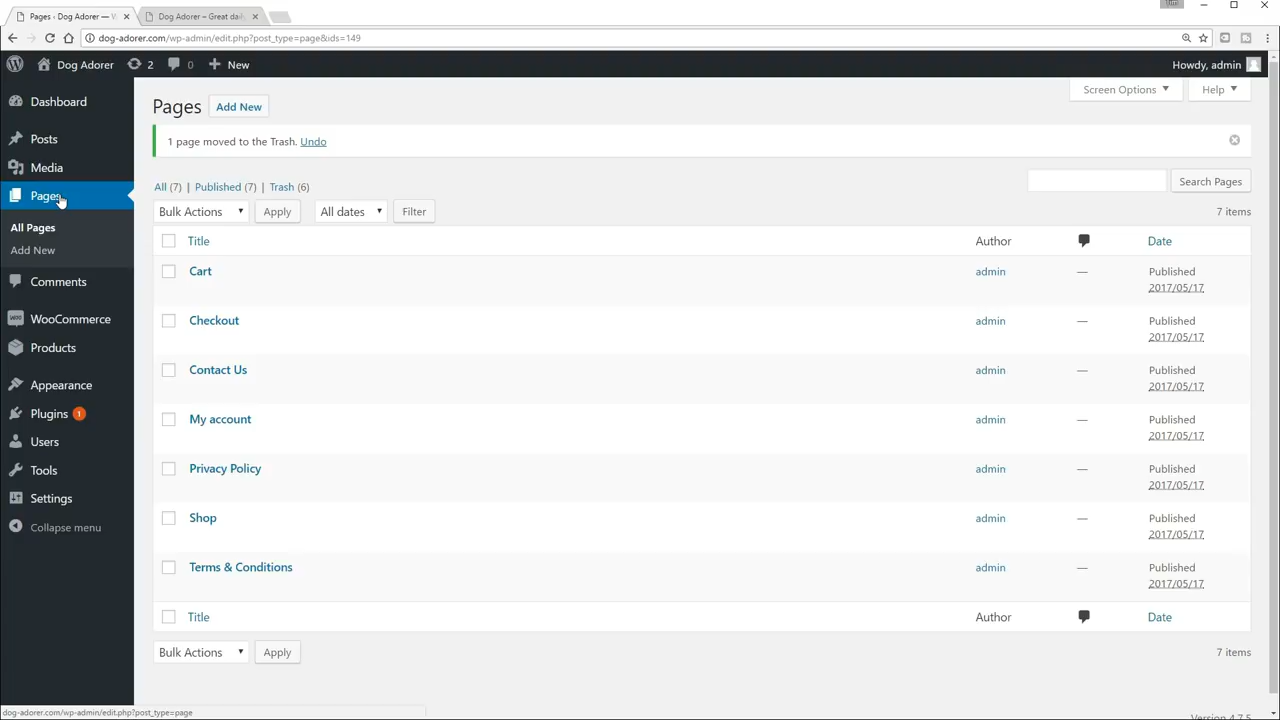 Pages ‹ Dog Adorer — W
Dog Adorer – Great dail
dog-adorer.com/wp-admin/edit.php?post_type=page&ids=149
Dog Adorer 2 0 New Howdy, admin
Dashboard
Posts
Media
Pages
All Pages
Add New
Comments
WooCommerce
Products
Appearance
Plugins 1
Users
Tools
Settings
Collapse menu
Screen Options Help
Pages Add New
1 page moved to the Trash. Undo
All (7) | Published (7) | Trash (6)
Search Pages
Bulk Actions Apply All dates Filter 7 items
Title Author Date
Cart admin — Published
2017/05/17
Checkout admin — Published
2017/05/17
Contact Us admin — Published
2017/05/17
My account admin — Published
2017/05/17
Privacy Policy admin — Published
2017/05/17
Shop admin — Published
2017/05/17
Terms & Conditions admin — Published
2017/05/17
Title Author Date
Bulk Actions Apply 7 items
dog-adorer.com/wp-admin/edit.php?post_type=page
Version 4.7.5